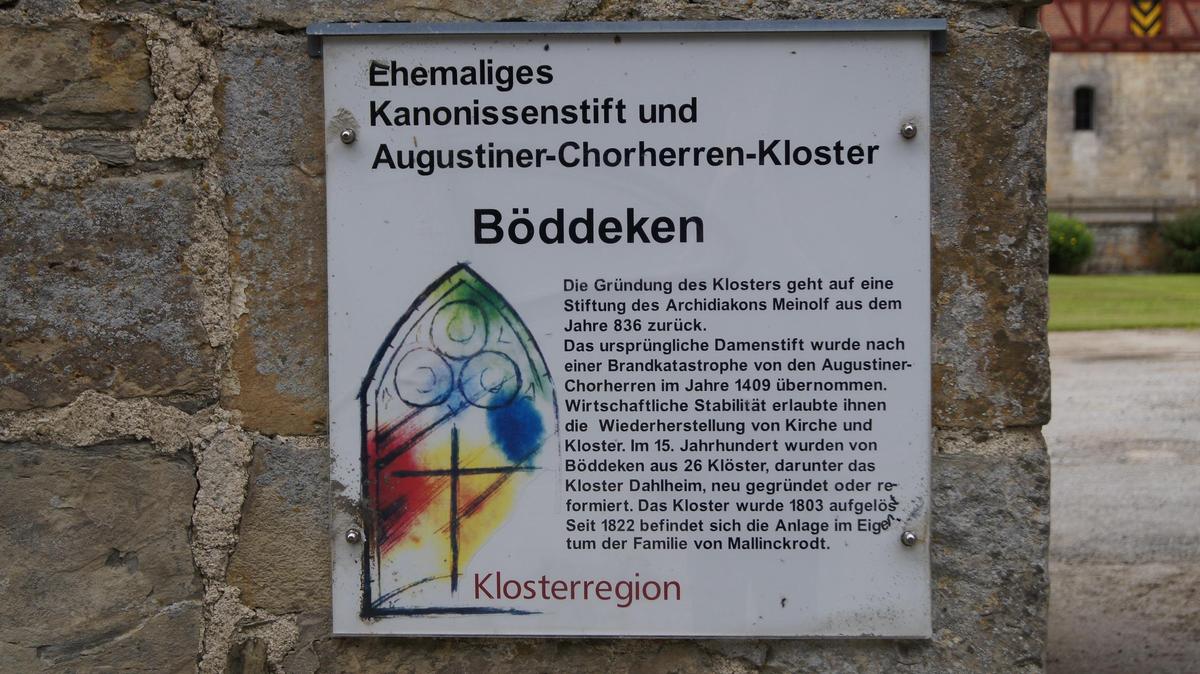 Ehemaliges
Kanonissenstift und
Augustiner-Chorherren-Kloster
Böddeken
Die Gründung des Klosters geht auf eine
Stiftung des Archidiakons Meinolf aus dem
Jahre 836 zurück.
Das ursprüngliche Damenstift wurde nach
einer Brandkatastrophe von den Augustiner-
Chorherren im Jahre 1409 übernommen.
Wirtschaftliche Stabilität erlaubte ihnen
die Wiederherstellung von Kirche und
Kloster. Im 15. Jahrhundert wurden von
Böddeken aus 26 Klöster, darunter das
Kloster Dahlheim, neu gegründet oder re-
formiert. Das Kloster wurde 1803 aufgelös
Seit 1822 befindet sich die Anlage im Eigen-
tum der Familie von Mallinckrodt.
Klosterregion